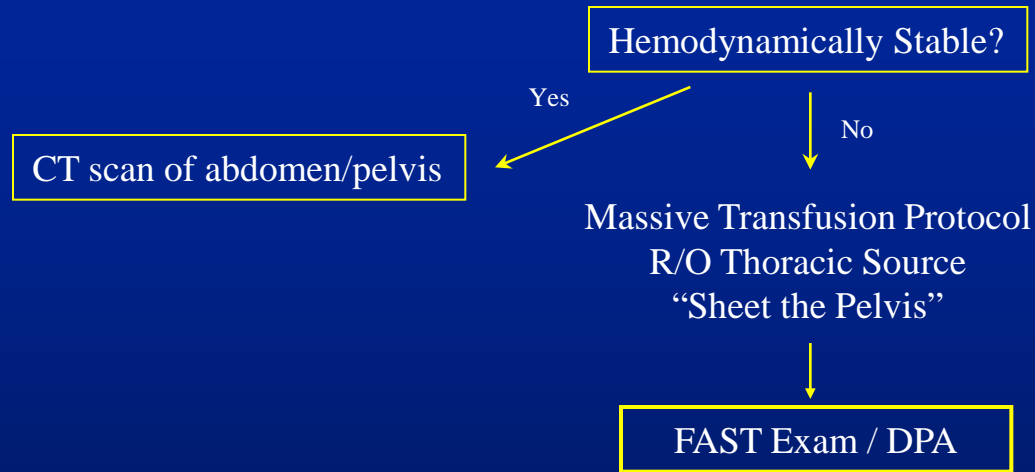 Hemodynamically Stable?
Yes
No
CT scan of abdomen/pelvis
Massive Transfusion Protocol
R/O Thoracic Source
“Sheet the Pelvis”
FAST Exam / DPA